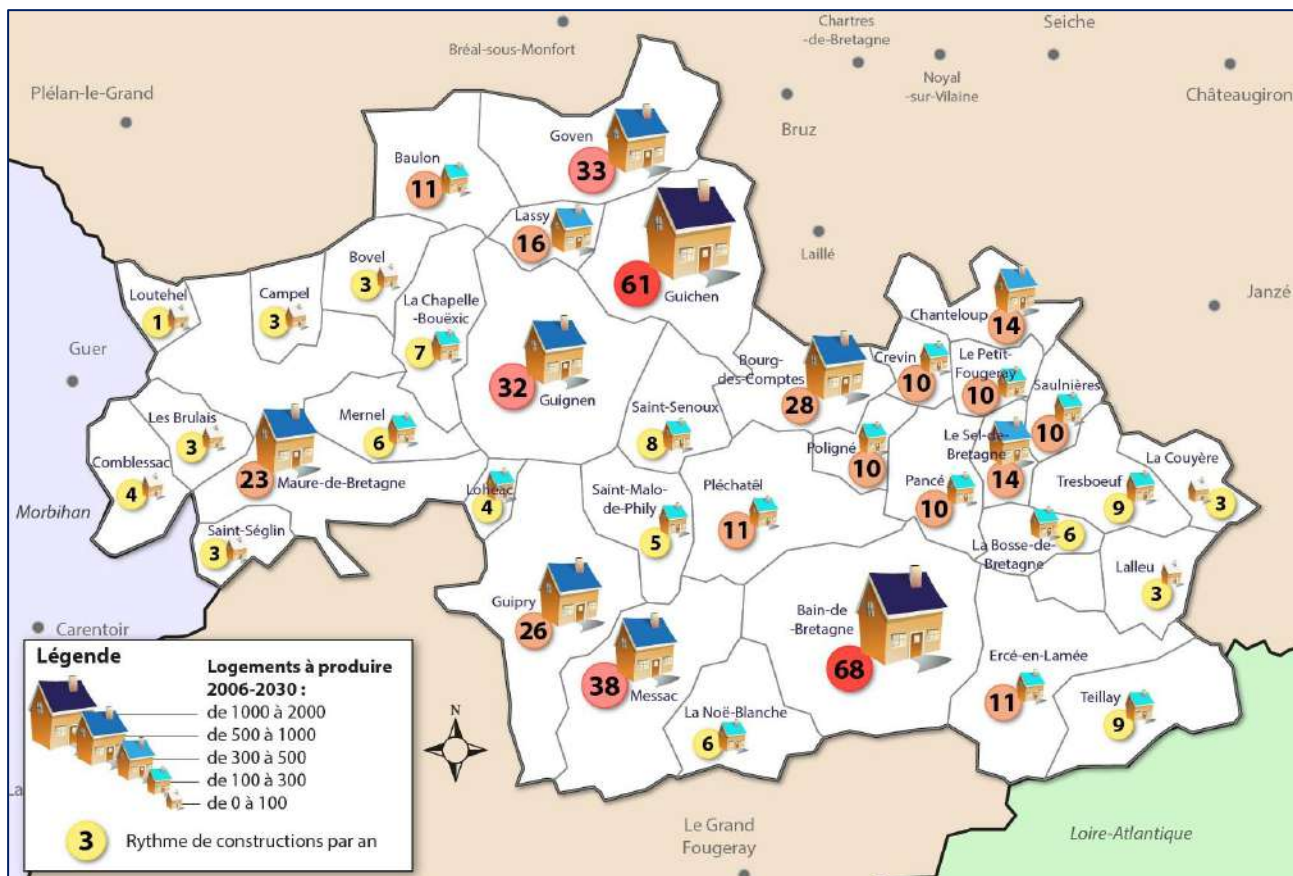 Chartres
-de-Bretagne
Seiche
Bréal-sous-Monfort
Noyal
-sur-Vilaine
Plélan-le-Grand
Châteaugiron
Bruz
Goven
33
Baulon
11
Lassy
16
Laillé
Bovel
3
61
Guichen
Loutehel
1
Campel
3
La Chapelle
-Bouëxic
7
Janzé
Chanteloup
14
Guer
Bourg-
des-Comptes
28
Crevin
10
Le Petit-
Fougeray
10
Saulnières
10
32
Guignen
Saint-Senoux
8
Les Brulais
3
Mernel
6
Poligné
10
Le Sel-de-
Bretagne
14
La Couyère
3
Comblessac
4
23
Maure-de-Bretagne
Lohéac
4
Saint-Malo-
de-Phily
5
Pléchatël
11
Pancé
10
Tresboeuf
9
Morbihan
Saint-Séglin
3
6
La Bosse-de-
Bretagne
Lalleu
3
Guipry
26
Bain-de
-Bretagne
68
Carentoir
38
Messac
Ercé-en-Lamée
11
Teillay
9
La Noë-Blanche
6
N
La
Légende
Logements à produire
2006-2030 :
de 1000 à 2000
de 500 à 1000
de 300 à 500
de 100 à 300
de 0 à 100
3
Rythme de constructions par an
Le Grand
Fougeray
Loire-Atlantique